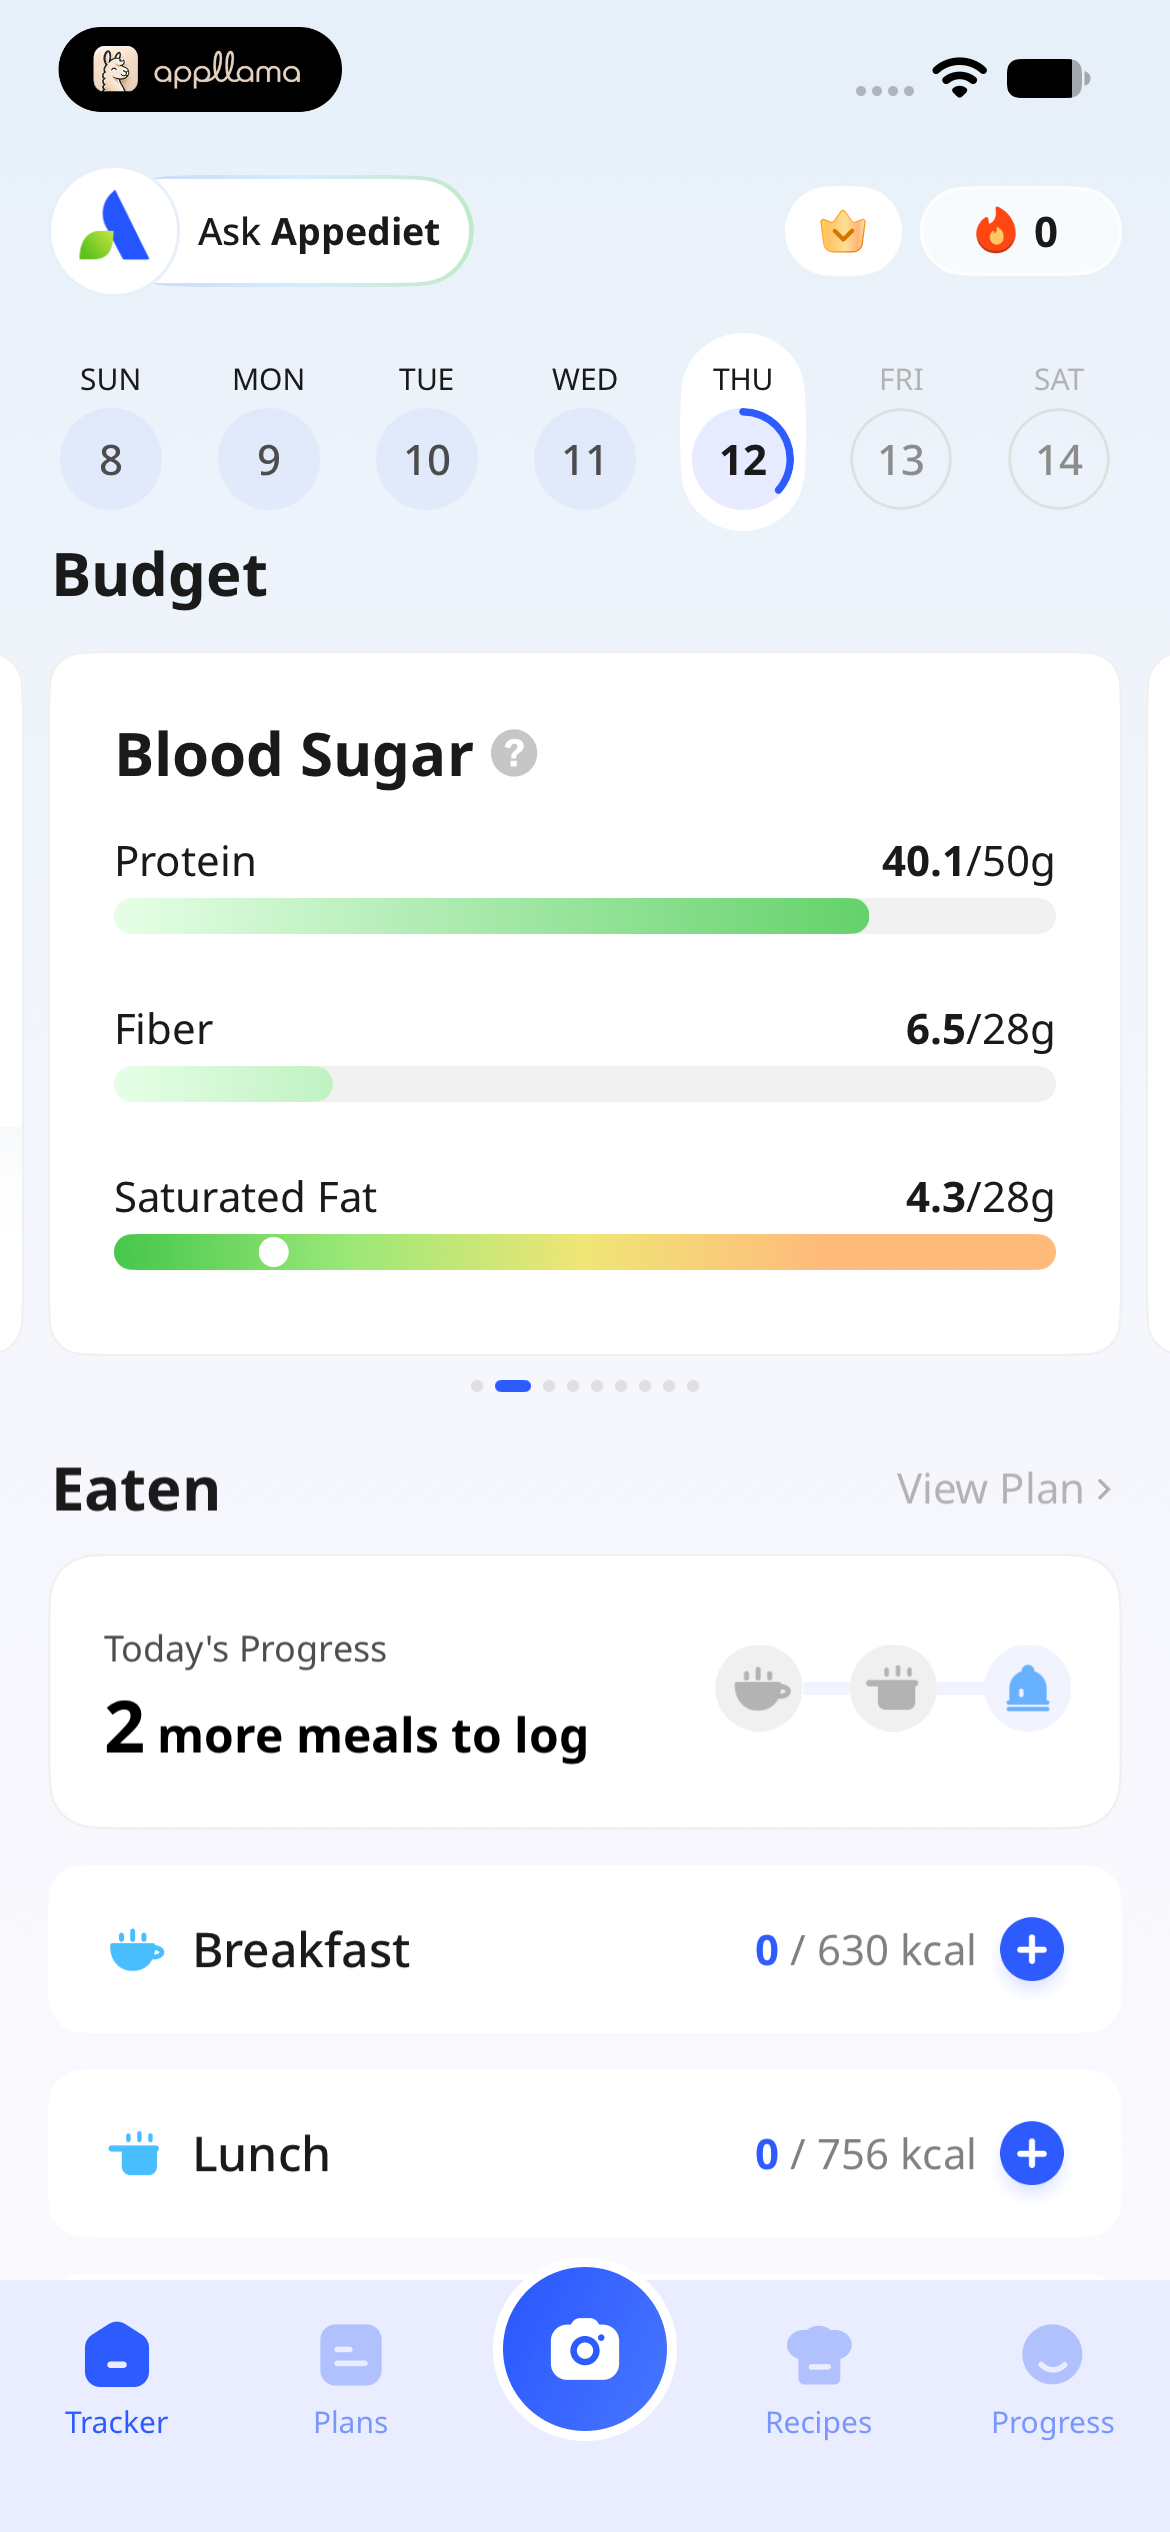 appllama
Ask Appediet
0
SUN MON TUE WED THU FRI SAT
8 9 10 11 12 13 14
Budget
Blood Sugar ?
Protein 40.1/50g
Fiber 6.5/28g
Saturated Fat 4.3/28g
Eaten View Plan
Today's Progress
2 more meals to log
Breakfast 0 / 630 kcal
Lunch 0 / 756 kcal
Tracker Plans Recipes Progress